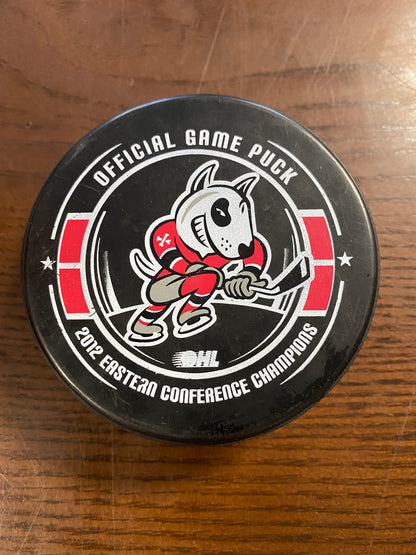 OFFICIAL GAME PUCK
OHL
2012 EASTERN CONFERENCE CHAMPIONS